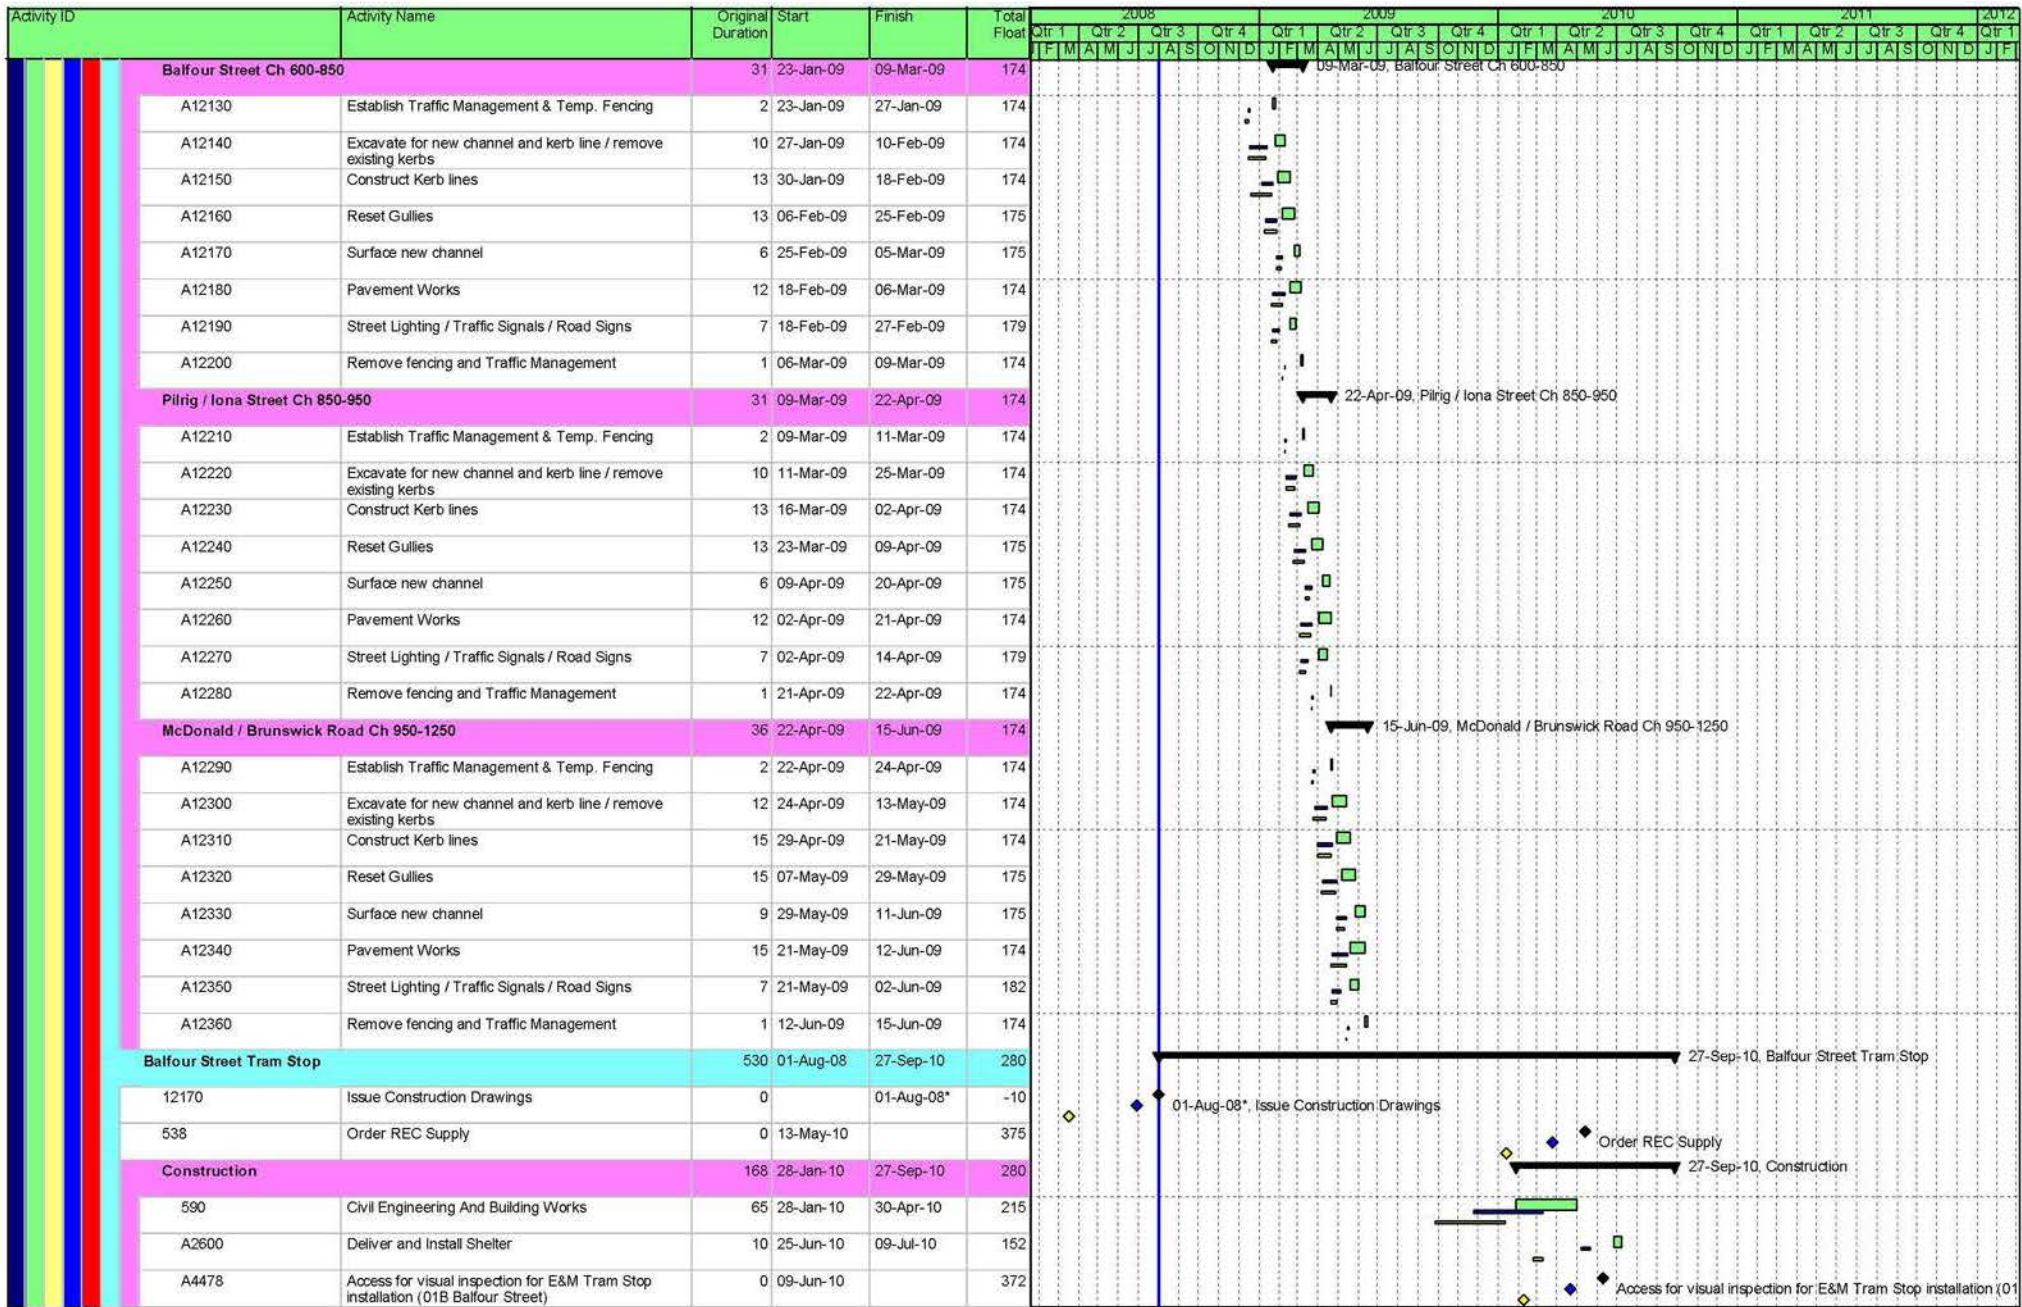 Activity ID Activity Name Original Duration Start Finish Total Float
2008 2009 2010 2011 2012
Qtr 1 Qtr 2 Qtr 3 Qtr 4 Qtr 1 Qtr 2 Qtr 3 Qtr 4 Qtr 1 Qtr 2 Qtr 3 Qtr 4 Qtr 1 Qtr 2 Qtr 3 Qtr 4 Qtr 1
F M A M J J A S O N D J F M A M J J A S O N D J F M A M J J A S O N D J F M A M J J A S O N D J F
Balfour Street Ch 600-850 31 23-Jan-09 09-Mar-09 174 09-Mar-09, Balfour Street Ch 600-850
A12130 Establish Traffic Management & Temp. Fencing 2 23-Jan-09 27-Jan-09 174
A12140 Excavate for new channel and kerb line / remove existing kerbs 10 27-Jan-09 10-Feb-09 174
A12150 Construct Kerb lines 13 30-Jan-09 18-Feb-09 174
A12160 Reset Gullies 13 06-Feb-09 25-Feb-09 175
A12170 Surface new channel 6 25-Feb-09 05-Mar-09 175
A12180 Pavement Works 12 18-Feb-09 06-Mar-09 174
A12190 Street Lighting / Traffic Signals / Road Signs 7 18-Feb-09 27-Feb-09 179
A12200 Remove fencing and Traffic Management 1 06-Mar-09 09-Mar-09 174
Pilrig / Iona Street Ch 850-950 31 09-Mar-09 22-Apr-09 174 22-Apr-09, Pilrig / Iona Street Ch 850-950
A12210 Establish Traffic Management & Temp. Fencing 2 09-Mar-09 11-Mar-09 174
A12220 Excavate for new channel and kerb line / remove existing kerbs 10 11-Mar-09 25-Mar-09 174
A12230 Construct Kerb lines 13 16-Mar-09 02-Apr-09 174
A12240 Reset Gullies 13 23-Mar-09 09-Apr-09 175
A12250 Surface new channel 6 09-Apr-09 20-Apr-09 175
A12260 Pavement Works 12 02-Apr-09 21-Apr-09 174
A12270 Street Lighting / Traffic Signals / Road Signs 7 02-Apr-09 14-Apr-09 179
A12280 Remove fencing and Traffic Management 1 21-Apr-09 22-Apr-09 174
McDonald / Brunswick Road Ch 950-1250 36 22-Apr-09 15-Jun-09 174 15-Jun-09, McDonald / Brunswick Road Ch 950-1250
A12290 Establish Traffic Management & Temp. Fencing 2 22-Apr-09 24-Apr-09 174
A12300 Excavate for new channel and kerb line / remove existing kerbs 12 24-Apr-09 13-May-09 174
A12310 Construct Kerb lines 15 29-Apr-09 21-May-09 174
A12320 Reset Gullies 15 07-May-09 29-May-09 175
A12330 Surface new channel 9 29-May-09 11-Jun-09 175
A12340 Pavement Works 15 21-May-09 12-Jun-09 174
A12350 Street Lighting / Traffic Signals / Road Signs 7 21-May-09 02-Jun-09 182
A12360 Remove fencing and Traffic Management 1 12-Jun-09 15-Jun-09 174
Balfour Street Tram Stop 530 01-Aug-08 27-Sep-10 280 27-Sep-10, Balfour Street Tram Stop
12170 Issue Construction Drawings 0 01-Aug-08* -10 01-Aug-08*, Issue Construction Drawings
538 Order REC Supply 0 13-May-10 375 Order REC Supply
Construction 168 28-Jan-10 27-Sep-10 280 27-Sep-10, Construction
590 Civil Engineering And Building Works 65 28-Jan-10 30-Apr-10 215
A2600 Deliver and Install Shelter 10 25-Jun-10 09-Jul-10 152
A4478 Access for visual inspection for E&M Tram Stop installation (01B Balfour Street) 0 09-Jun-10 372 Access for visual inspection for E&M Tram Stop installation (01